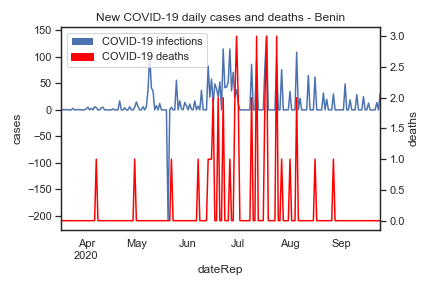 New COVID-19 daily cases and deaths - Benin
COVID-19 infections
COVID-19 deaths
150
100
50
0
−50
−100
−150
−200
cases
3.0
2.5
2.0
1.5
1.0
0.5
0.0
deaths
Apr May Jun Jul Aug Sep
2020
dateRep